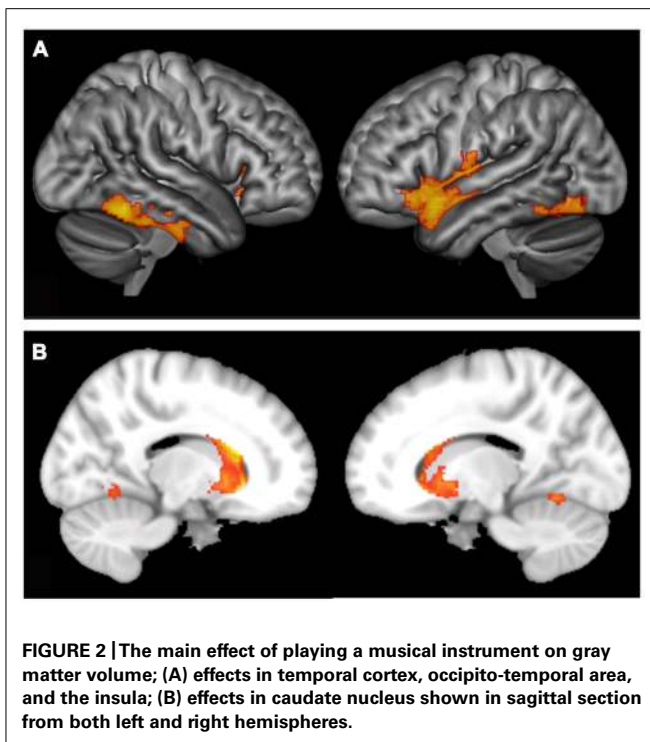 A
B
FIGURE 2 | The main effect of playing a musical instrument on gray
matter volume; (A) effects in temporal cortex, occipito-temporal area,
and the insula; (B) effects in caudate nucleus shown in sagittal section
from both left and right hemispheres.